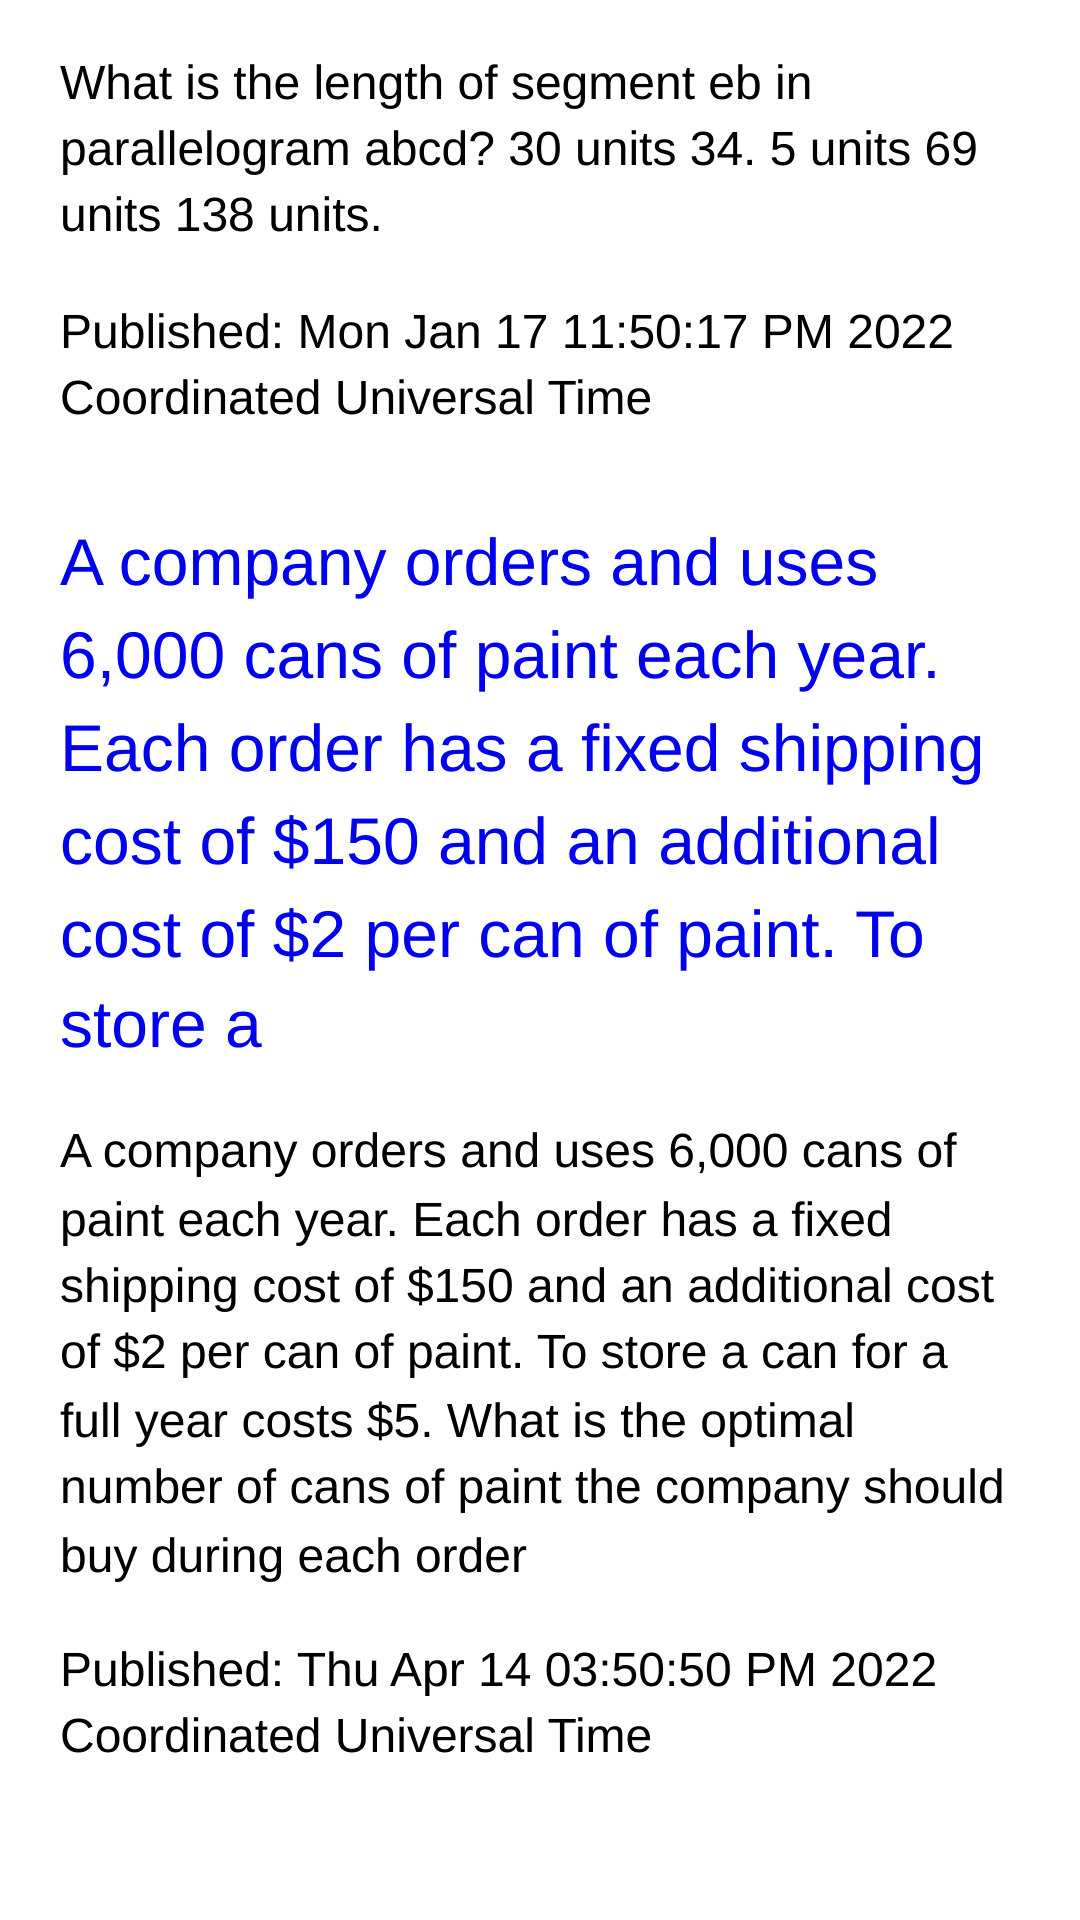 What is the length of segment eb in
parallelogram abcd? 30 units 34. 5 units 69
units 138 units.
Published: Mon Jan 17 11:50:17 PM 2022
Coordinated Universal Time
A company orders and uses
6,000 cans of paint each year.
Each order has a fixed shipping
cost of $150 and an additional
cost of $2 per can of paint. To
store a
A company orders and uses 6,000 cans of
paint each year. Each order has a fixed
shipping cost of $150 and an additional cost
of $2 per can of paint. To store a can for a
full year costs $5. What is the optimal
number of cans of paint the company should
buy during each order
Published: Thu Apr 14 03:50:50 PM 2022
Coordinated Universal Time